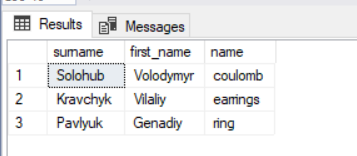 Results Messages
surname first_name name
1 Solohub Volodymyr coulomb
2 Kravchyk Vilaliy earrings
3 Pavlyuk Genadiy ring